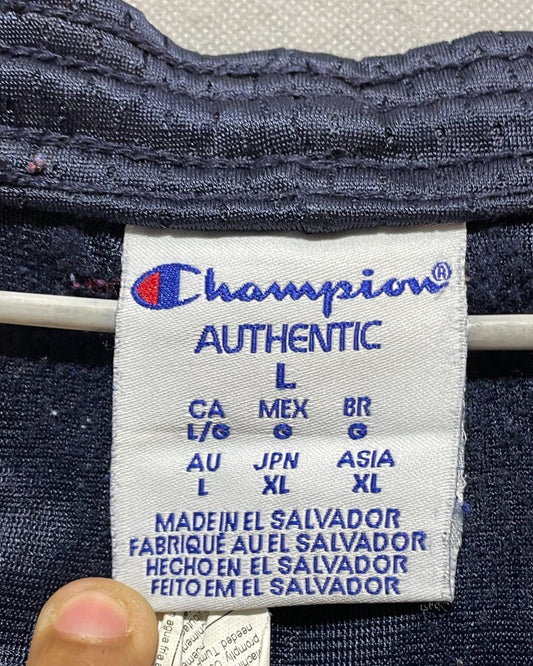 Champion®
AUTHENTIC
L
CA MEX BR
L/G G G
AU JPN ASIA
L XL XL
MADE IN EL SALVADOR
FABRIQUÉ AU EL SALVADOR
HECHO EN EL SALVADOR
FEITO EM EL SALVADOR